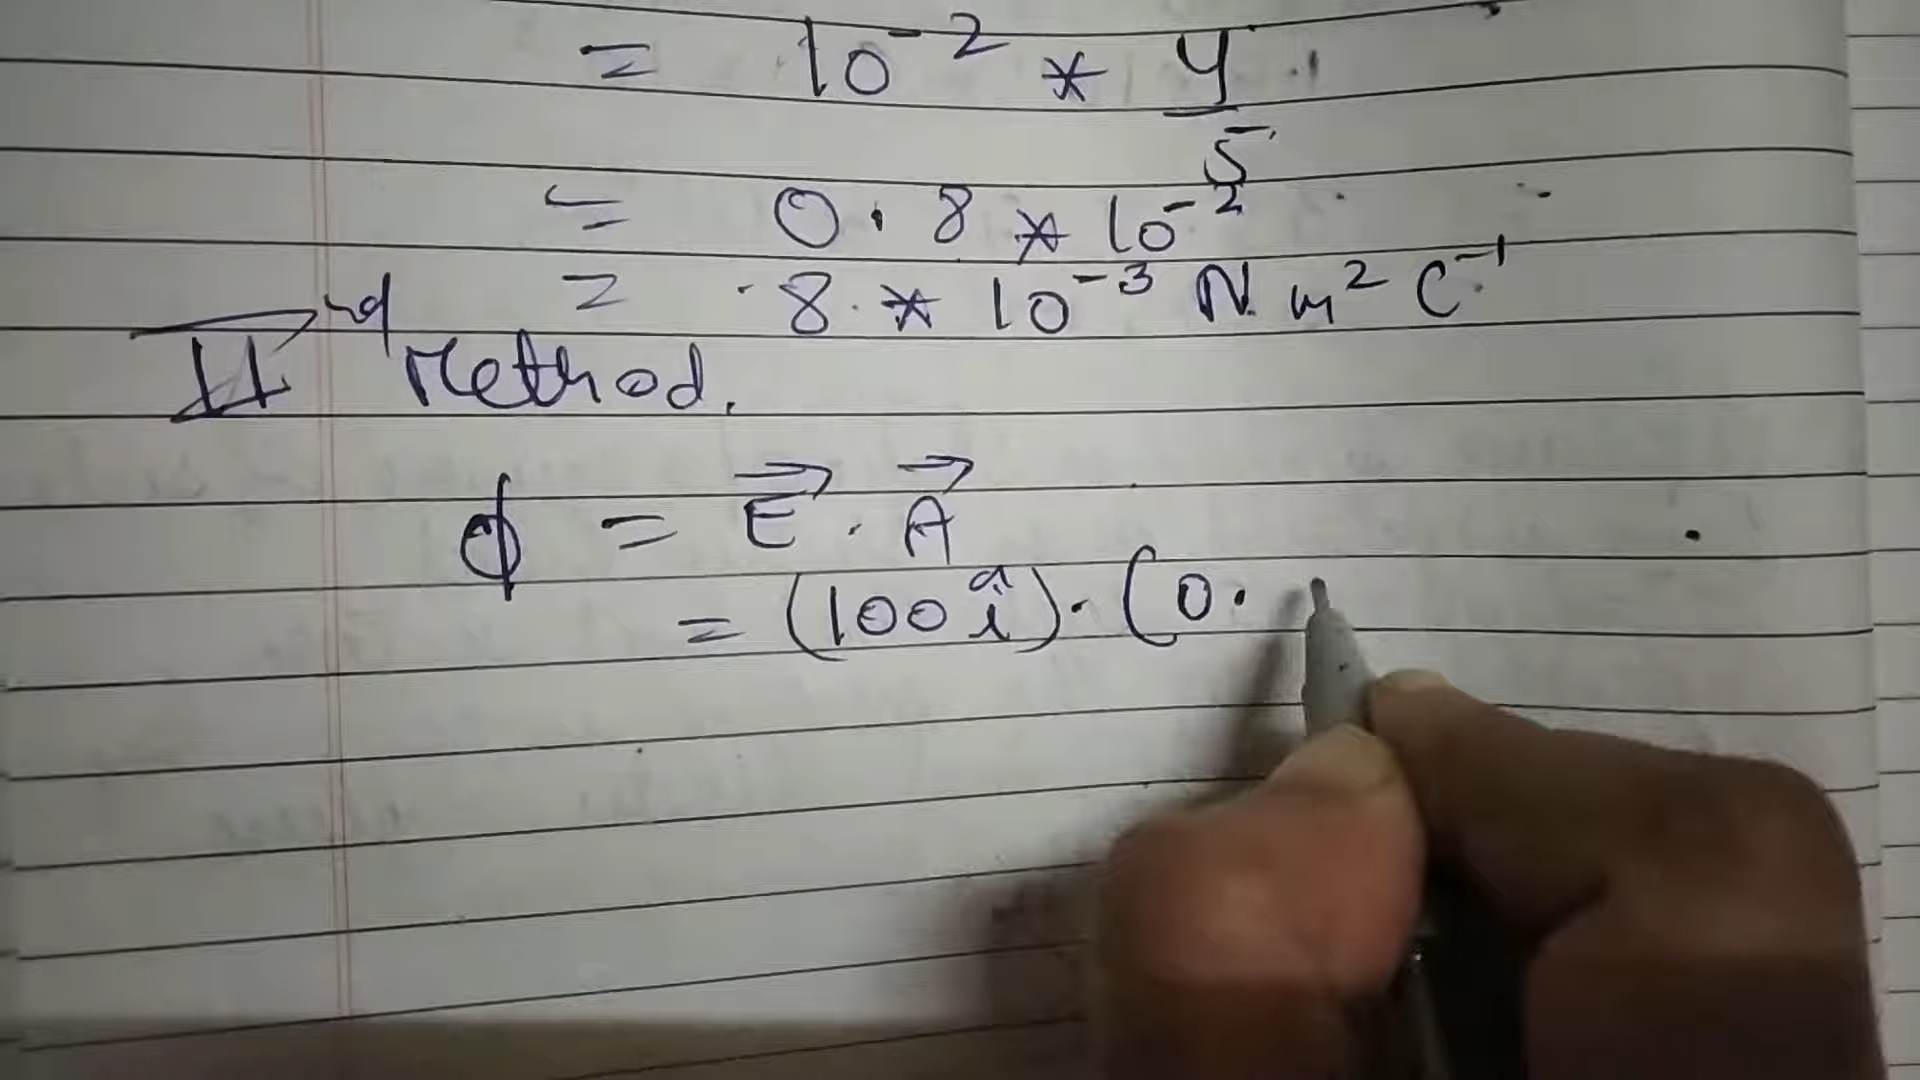 = 10⁻² * 4
5
= 0.8 * 10⁻²
= 8 * 10⁻³ N m² C⁻¹
IInd Method.
ϕ = E⃗ . A⃗
= (100 î) . (0.